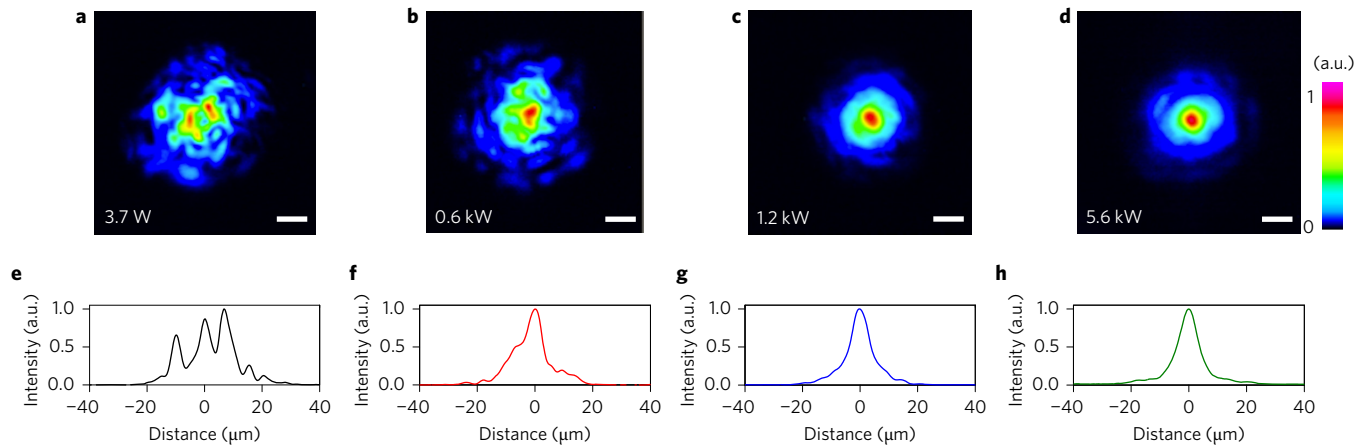 a
b
c
d
(a.u.)
1
0
3.7 W
0.6 kW
1.2 kW
5.6 kW
e
f
g
h
Intensity (a.u.)
1.0
0.5
0.0
−40 −20 0 20 40
Distance (μm)
Intensity (a.u.)
1.0
0.5
0.0
−40 −20 0 20 40
Distance (μm)
Intensity (a.u.)
1.0
0.5
0.0
−40 −20 0 20 40
Distance (μm)
Intensity (a.u.)
1.0
0.5
0.0
−40 −20 0 20 40
Distance (μm)